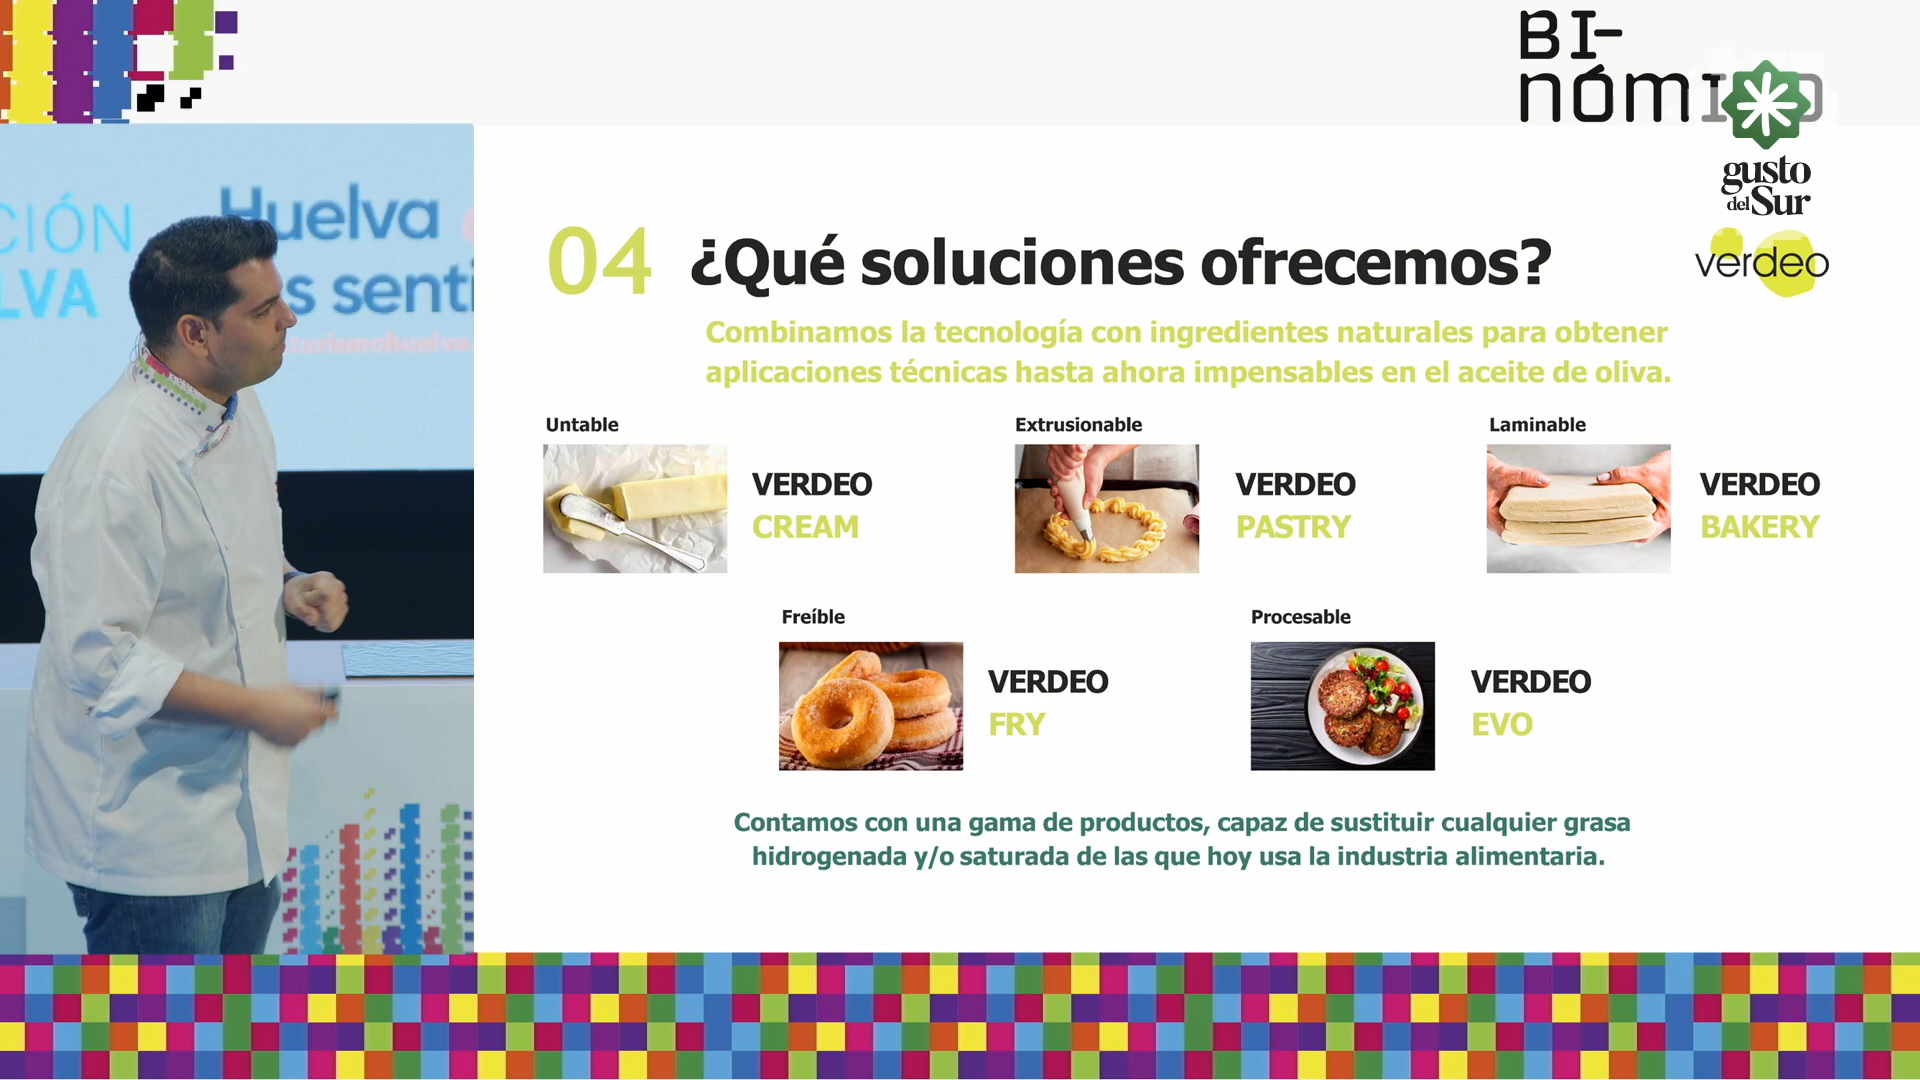 BI-
nómi
gusto
del Sur
verdeo
CIÓN
LVA
Huelva
s senti
04 ¿Qué soluciones ofrecemos?
Combinamos la tecnología con ingredientes naturales para obtener
aplicaciones técnicas hasta ahora impensables en el aceite de oliva.
Untable
VERDEO
CREAM
Extrusionable
VERDEO
PASTRY
Laminable
VERDEO
BAKERY
Freíble
VERDEO
FRY
Procesable
VERDEO
EVO
Contamos con una gama de productos, capaz de sustituir cualquier grasa
hidrogenada y/o saturada de las que hoy usa la industria alimentaria.